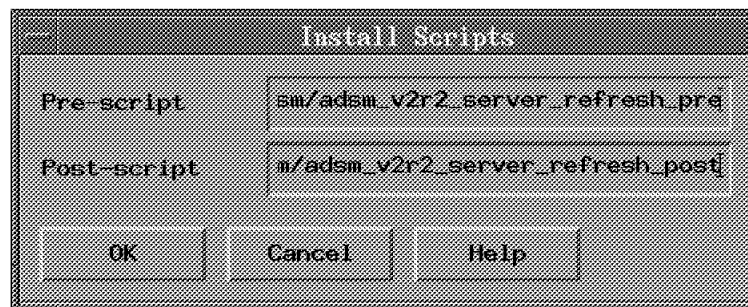 Install Scripts
Pre-script sm/adsm_v2r2_server_refresh_pre
Post-script m/adsm_v2r2_server_refresh_post
OK Cancel Help